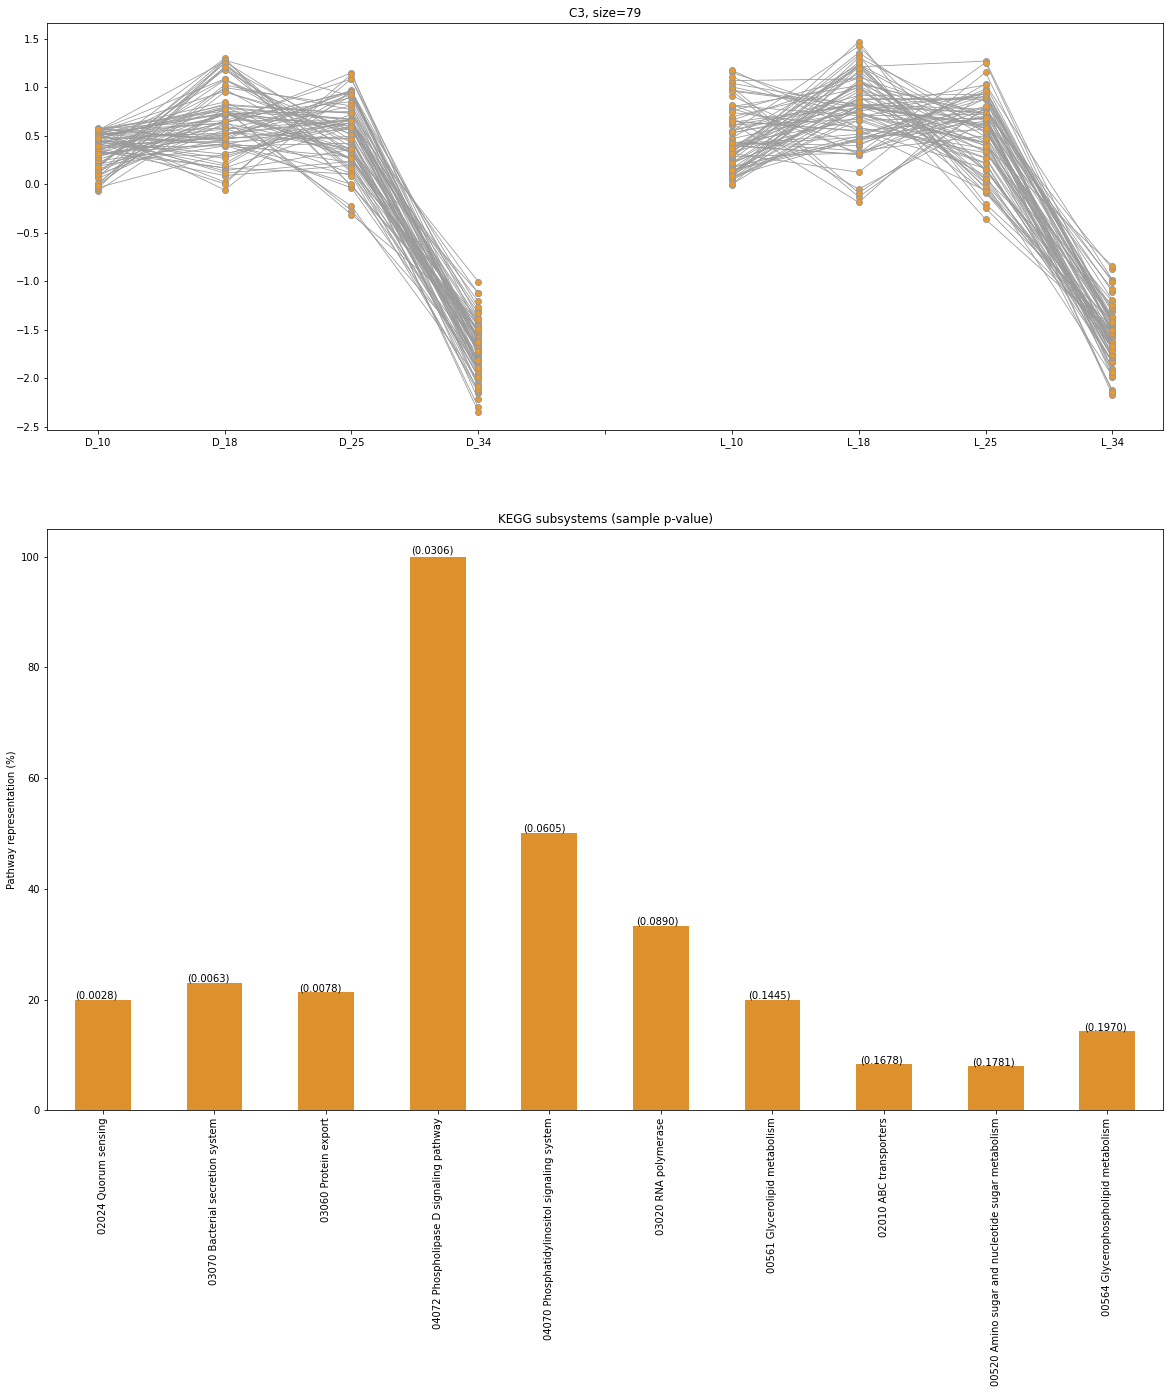 C3, size=79
1.5
1.0
0.5
0.0
−0.5
−1.0
−1.5
−2.0
−2.5
D_10 D_18 D_25 D_34 L_10 L_18 L_25 L_34
KEGG subsystems (sample p-value)
Pathway representation (%)
100
80
60
40
20
0
(0.0028)
(0.0063)
(0.0078)
(0.0306)
(0.0605)
(0.0890)
(0.1445)
(0.1678)
(0.1781)
(0.1970)
02024 Quorum sensing
03070 Bacterial secretion system
03060 Protein export
04072 Phospholipase D signaling pathway
04070 Phosphatidylinositol signaling system
03020 RNA polymerase
00561 Glycerolipid metabolism
02010 ABC transporters
00520 Amino sugar and nucleotide sugar metabolism
00564 Glycerophospholipid metabolism